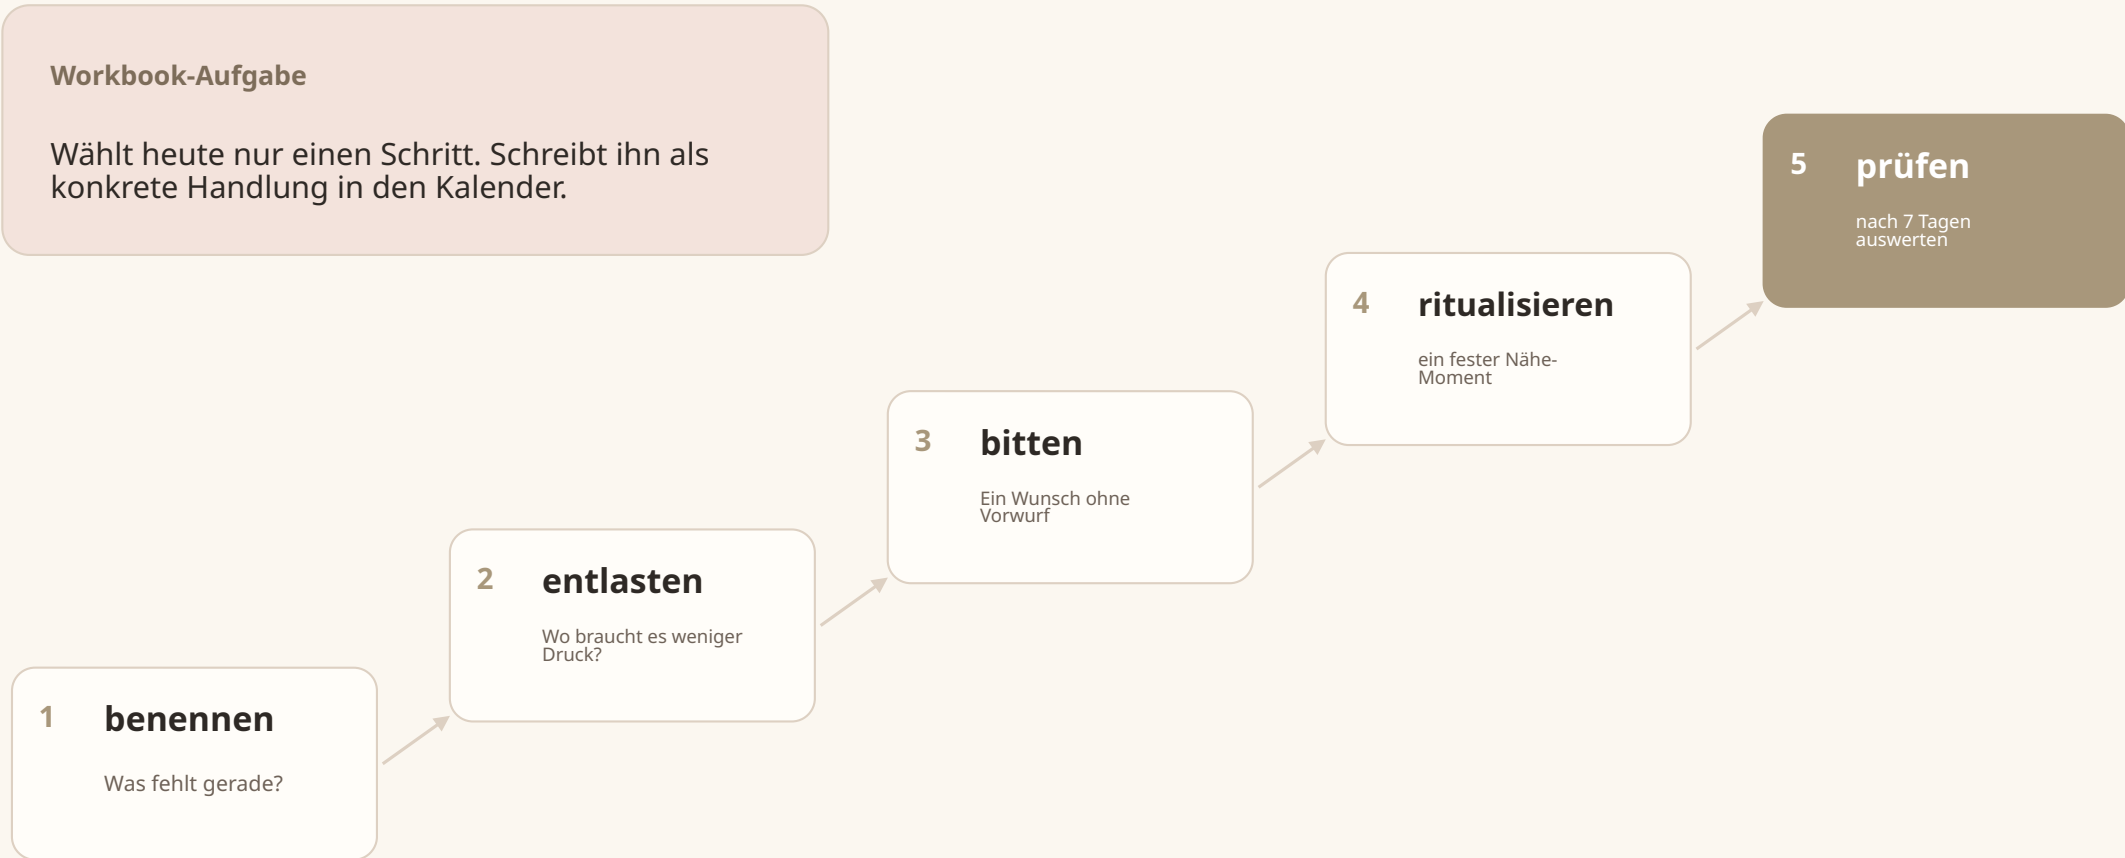 Workbook-Aufgabe
Wählt heute nur einen Schritt. Schreibt ihn als
konkrete Handlung in den Kalender.
1 benennen
Was fehlt gerade?
2 entlasten
Wo braucht es weniger
Druck?
3 bitten
Ein Wunsch ohne
Vorwurf
4 ritualisieren
ein fester Nähe-
Moment
5 prüfen
nach 7 Tagen
auswerten